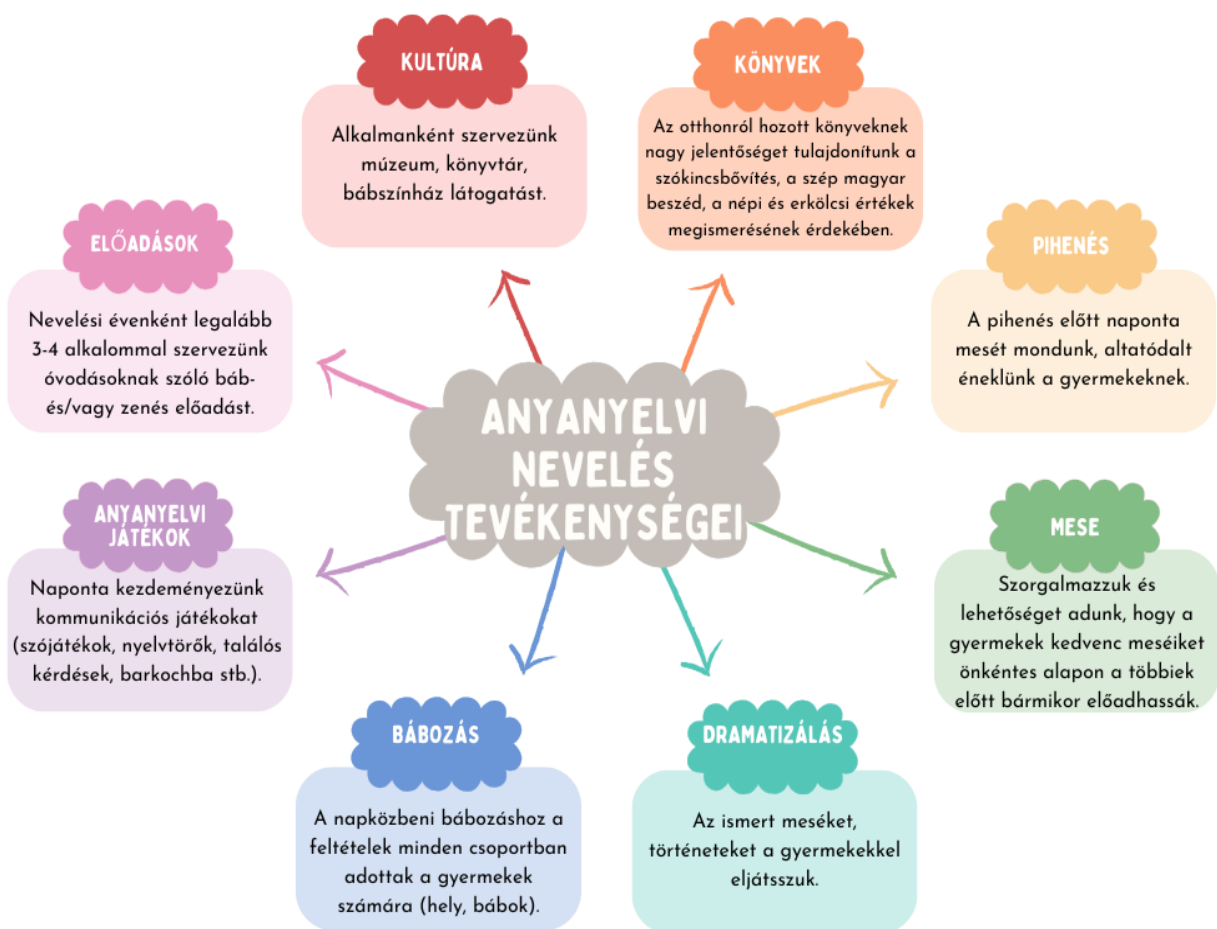 KULTÚRA
Alkalmanként szervezünk
múzeum, könyvtár,
bábszínház látogatást.
KÖNYVEK
Az otthonról hozott könyveknek
nagy jelentőséget tulajdonítunk a
szókincsbővítés, a szép magyar
beszéd, a népi és erkölcsi értékek
megismerésének érdekében.
ELŐADÁSOK
Nevelési évenként legalább
3-4 alkalommal szervezünk
óvodásoknak szóló báb-
és/vagy zenés előadást.
PIHENÉS
A pihenés előtt naponta
mesét mondunk, altatódalt
éneklünk a gyermekeknek.
ANYANYELVI
NEVELÉS
TEVÉKENYSÉGEI
ANYANYELVI
JÁTÉKOK
Naponta kezdeményezünk
kommunikációs játékokat
(szójátékok, nyelvtörők, találós
kérdések, barkochba stb.).
MESE
Szorgalmazzuk és
lehetőséget adunk, hogy a
gyermekek kedvenc meséiket
önkéntes alapon a többiek
előtt bármikor előadhassák.
BÁBOZÁS
A napközbeni bábozáshoz a
feltételek minden csoportban
adottak a gyermekek
számára (hely, bábok).
DRAMATIZÁLÁS
Az ismert meséket,
történeteket a gyermekekkel
eljátsszuk.